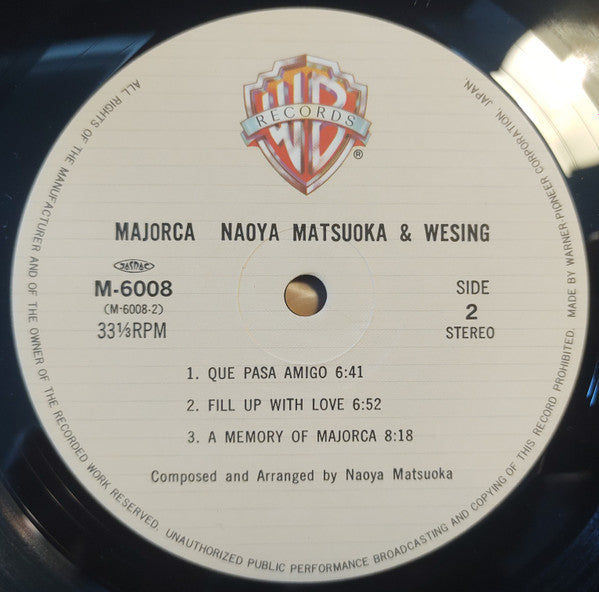 WB
RECORDS
®
MAJORCA NAOYA MATSUOKA & WESING
JASRAC
M-6008
(M-6008-2)
33⅓RPM
SIDE
2
STEREO
1. QUE PASA AMIGO 6:41
2. FILL UP WITH LOVE 6:52
3. A MEMORY OF MAJORCA 8:18
Composed and Arranged by Naoya Matsuoka
ALL RIGHTS OF THE MANUFACTURER AND OF THE OWNER OF THE RECORDED WORK RESERVED. UNAUTHORIZED PUBLIC PERFORMANCE BROADCASTING AND COPYING OF THIS RECORD PROHIBITED. MADE BY WARNER-PIONEER CORPORATION, JAPAN.